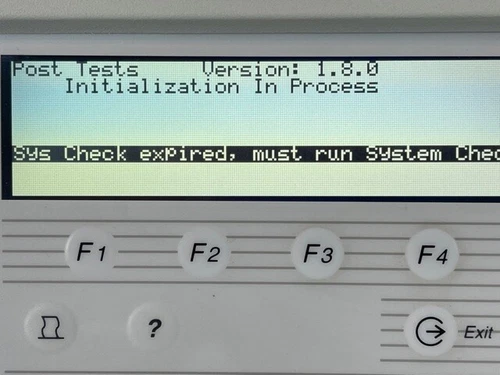 Post Tests Version: 1.8.0
Initialization In Process
Sys Check expired, must run System Chec
F1 F2 F3 F4
? Exit